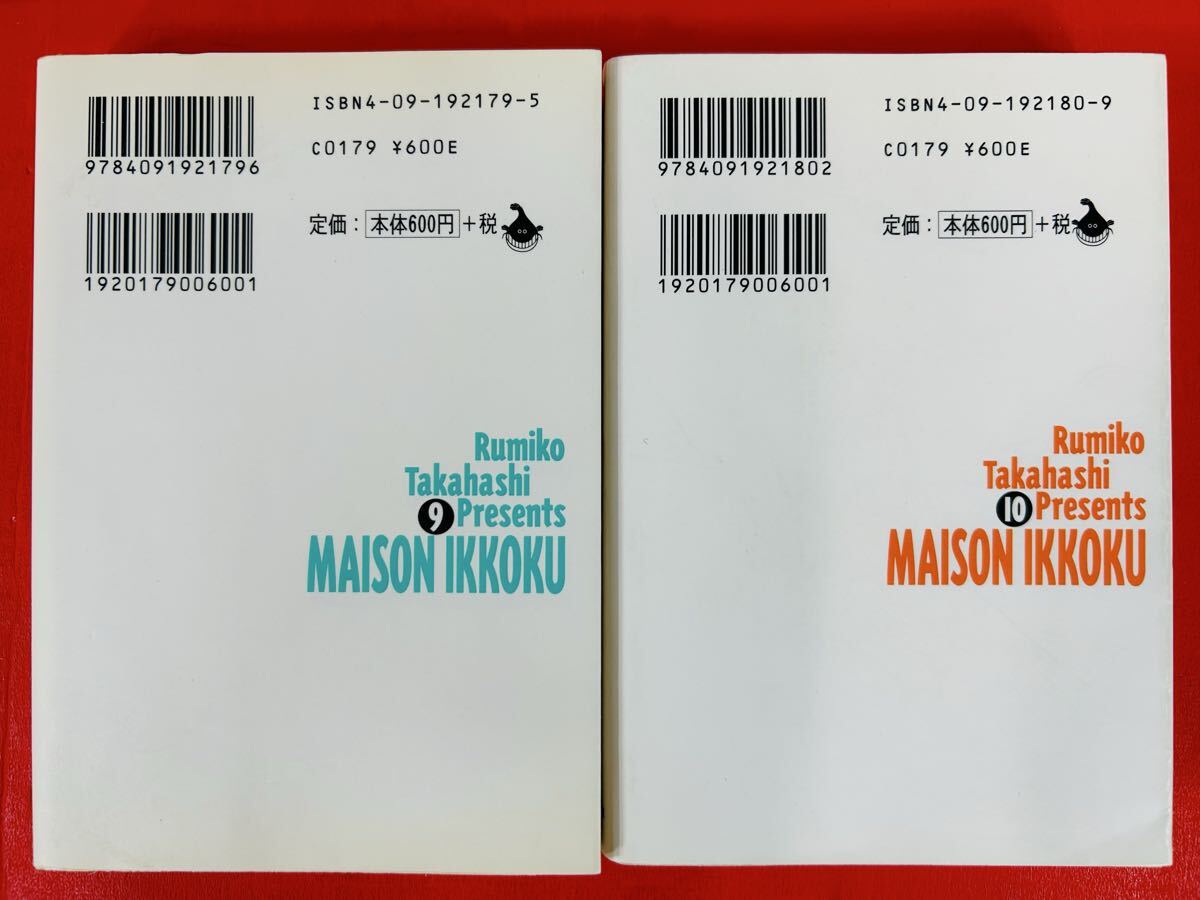 ISBN4-09-192179-5
C0179 ¥600E
9784091921796
定価：本体600円+税
1920179006001
Rumiko
Takahashi
9 Presents
MAISON IKKOKU
ISBN4-09-192180-9
C0179 ¥600E
9784091921802
定価：本体600円+税
1920179006001
Rumiko
Takahashi
10 Presents
MAISON IKKOKU